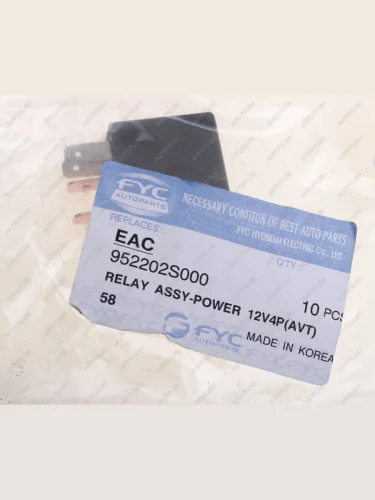 FYC
AUTOPARTS
NECESSARY CONTITION OF BEST AUTO PARTS
FYC HYUNDAI ELECTRIC Co., Ltd.
REPLACES :
QTY :
EAC
952202S000
10 PCS
RELAY ASSY-POWER 12V4P(AVT)
58
FYC
AUTOPARTS
MADE IN KOREA